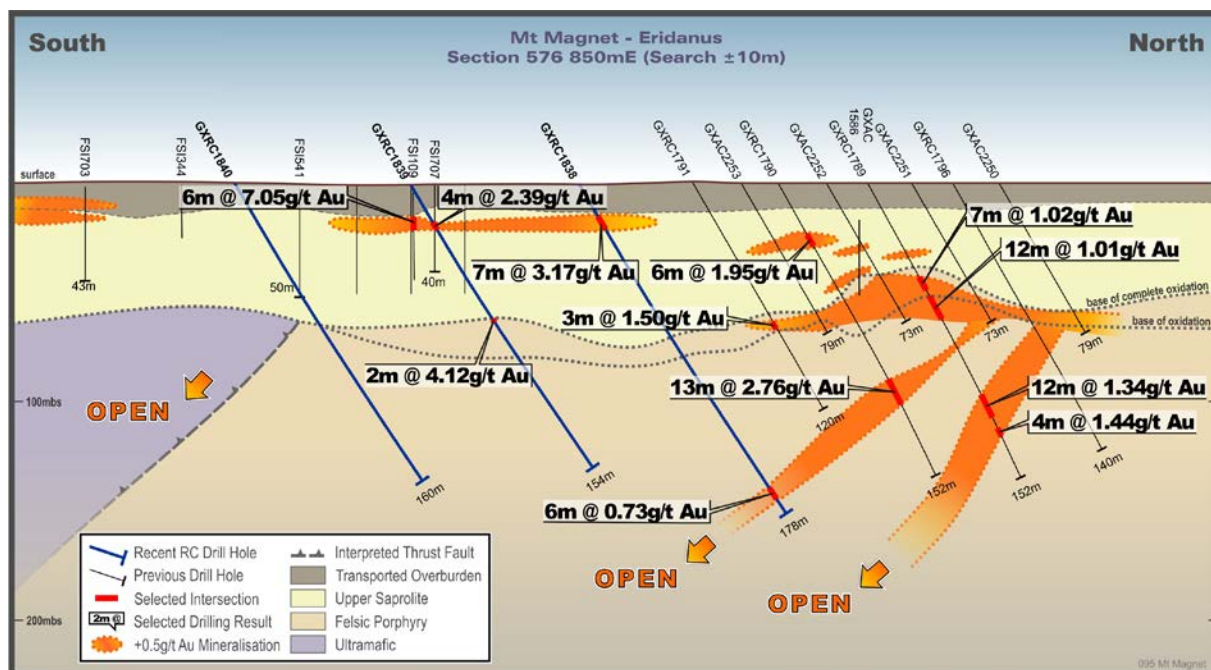 South
Mt Magnet - Eridanus
Section 576 850mE (Search ±10m)
North
FSI703
FSI344
GXRC1840
FSI541
GXRC1839
FSI109
FSI707
GXRC1838
GXRC1791
GXAC2253
GXRC1790
GXAC2252
GXRC1789
GXAC
1586
GXAC2251
GXRC1796
GXAC2250
surface
6m @ 7.05g/t Au
4m @ 2.39g/t Au
7m @ 1.02g/t Au
12m @ 1.01g/t Au
7m @ 3.17g/t Au
6m @ 1.95g/t Au
43m
50m
40m
base of complete oxidation
base of oxidation
3m @ 1.50g/t Au
79m
73m
73m
79m
2m @ 4.12g/t Au
13m @ 2.76g/t Au
12m @ 1.34g/t Au
4m @ 1.44g/t Au
100mbs
OPEN
120m
140m
160m
154m
152m
152m
6m @ 0.73g/t Au
178m
OPEN
OPEN
Recent RC Drill Hole
Previous Drill Hole
Selected Intersection
2m @
Selected Drilling Result
+0.5g/t Au Mineralisation
Interpreted Thrust Fault
Transported Overburden
Upper Saprolite
Felsic Porphyry
Ultramafic
200mbs
095 Mt Magnet